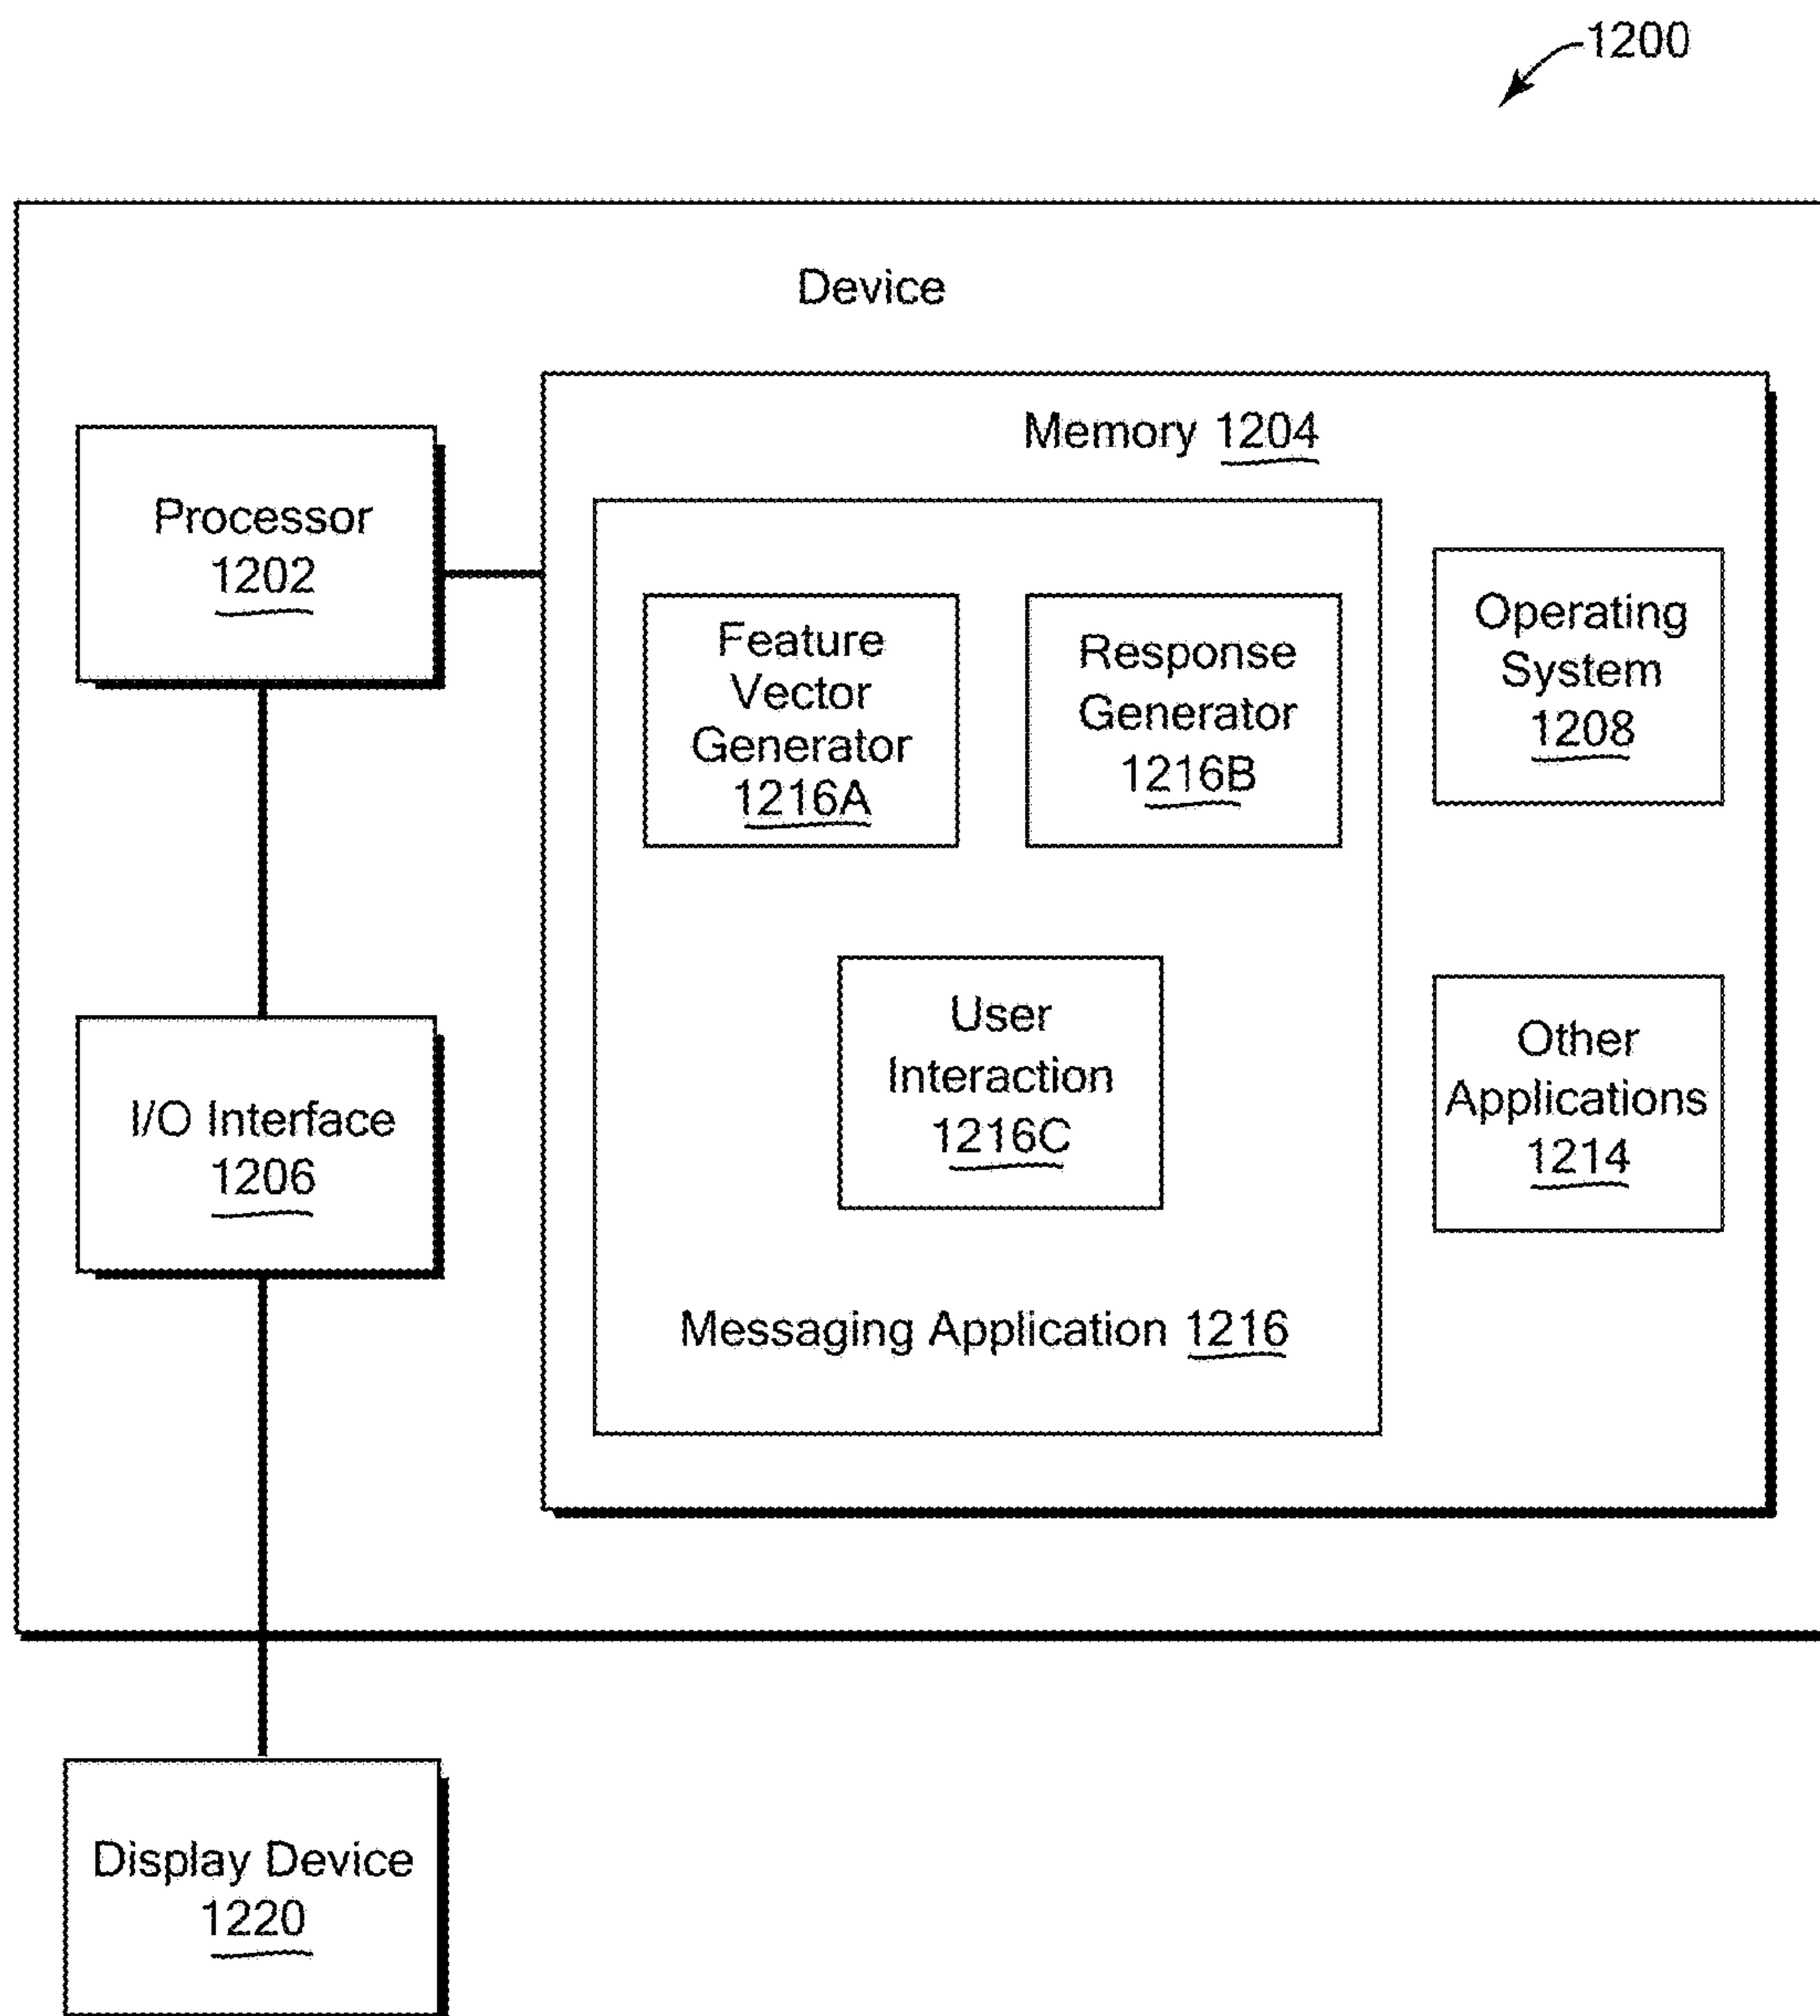 1200
Device
Memory 1204
Processor
1202
Feature
Vector
Generator
1216A
Response
Generator
1216B
Operating
System
1208
User
Interaction
1216C
Other
Applications
1214
I/O Interface
1206
Messaging Application 1216
Display Device
1220